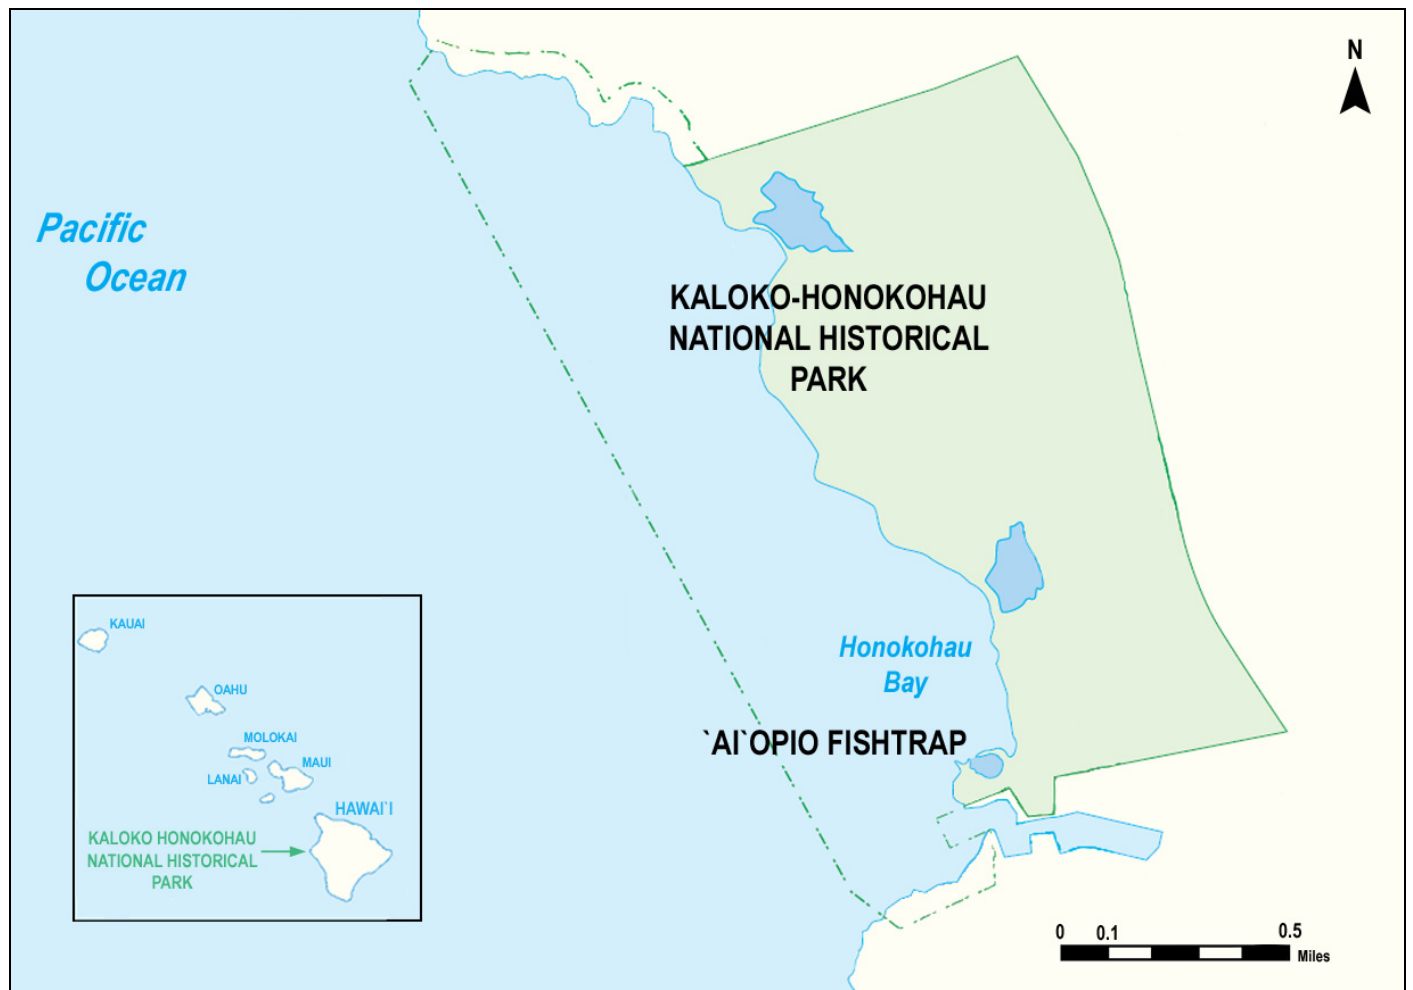 N
Pacific
Ocean
KALOKO-HONOKOHAU
NATIONAL HISTORICAL
PARK
Honokohau
Bay
`AI`OPIO FISHTRAP
KAUAI
OAHU
MOLOKAI
MAUI
LANAI
HAWAI`I
KALOKO HONOKOHAU
NATIONAL HISTORICAL
PARK
0 0.1 0.5
Miles